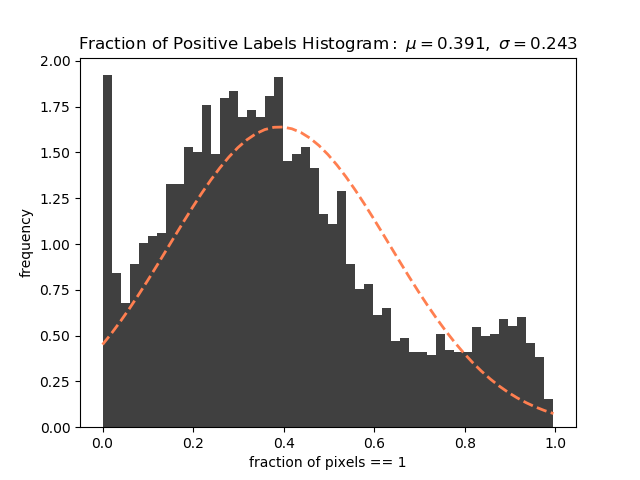 Fraction of Positive Labels Histogram: μ = 0.391, σ = 0.243
2.00
1.75
1.50
1.25
1.00
0.75
0.50
0.25
0.00
frequency
0.0 0.2 0.4 0.6 0.8 1.0
fraction of pixels == 1